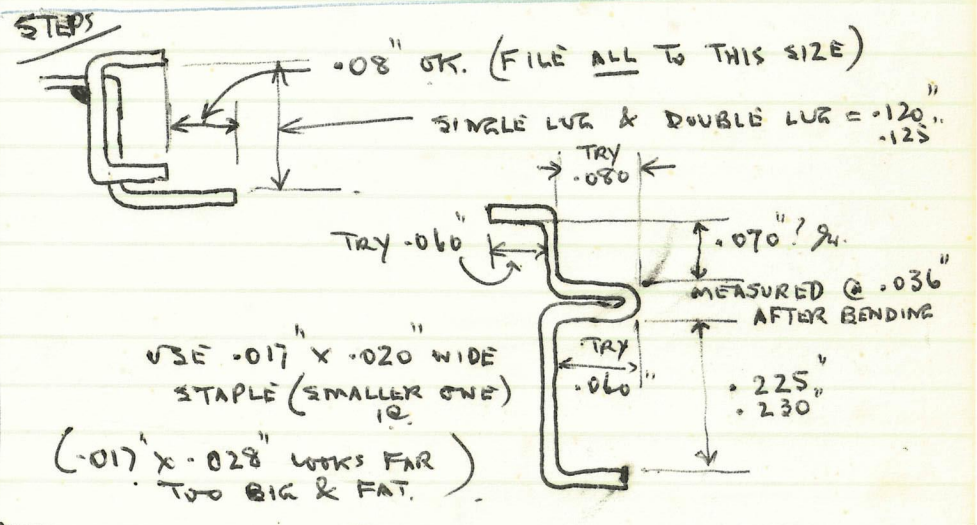 STEPS
.08" OK. (FILE ALL TO THIS SIZE)
SINGLE LUG & DOUBLE LUG = .120"
.125"
TRY
.080
TRY .060"
.070"?
MEASURED @ .036"
AFTER BENDING
TRY
.060"
.225"
.230"
USE .017" X .020" WIDE
STAPLE (SMALLER ONE)
IE
(.017" X .028" LOOKS FAR
TOO BIG & FAT.)